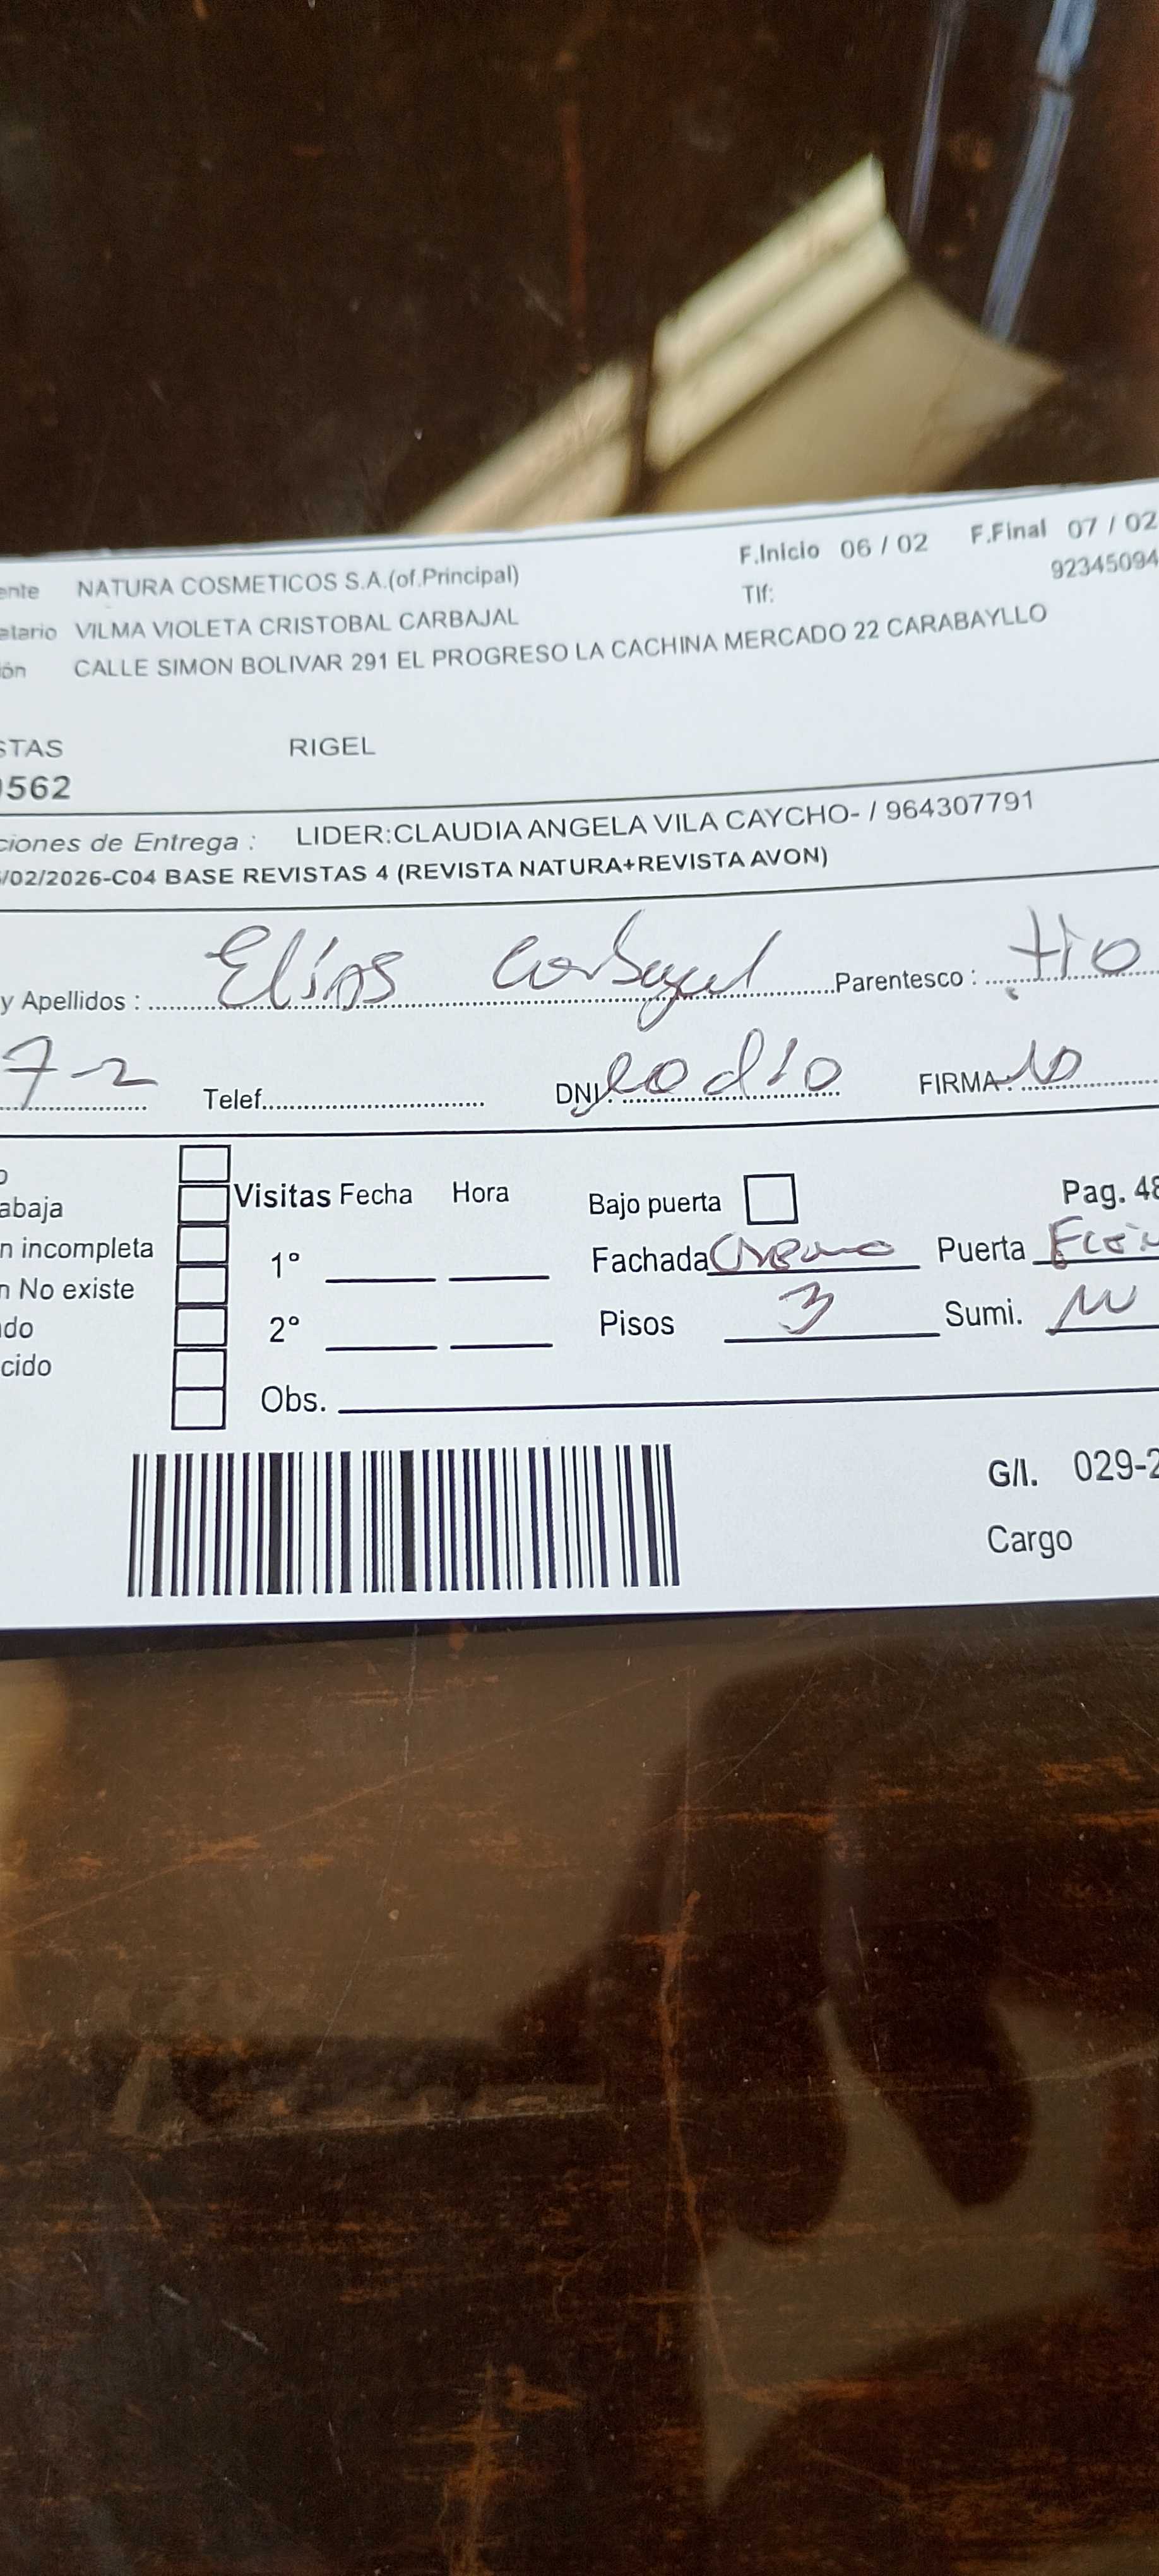 ente NATURA COSMETICOS S.A.(of.Principal) F.Inicio 06 / 02 F.Final 07 / 02
Tlf: 92345094
atario VILMA VIOLETA CRISTOBAL CARBAJAL
ón CALLE SIMON BOLIVAR 291 EL PROGRESO LA CACHINA MERCADO 22 CARABAYLLO
STAS RIGEL
562
ciones de Entrega : LIDER:CLAUDIA ANGELA VILA CAYCHO- / 964307791
/02/2026-C04 BASE REVISTAS 4 (REVISTA NATURA+REVISTA AVON)
y Apellidos : Elías Carbajal Parentesco : tio
7-2 Telef. DNI. FIRMA
o
abaja Visitas Fecha Hora Bajo puerta Pag. 48
n incompleta 1° Fachada Crema Puerta
n No existe
do 2° Pisos 3 Sumi.
cido
Obs.
G/I. 029-2
Cargo